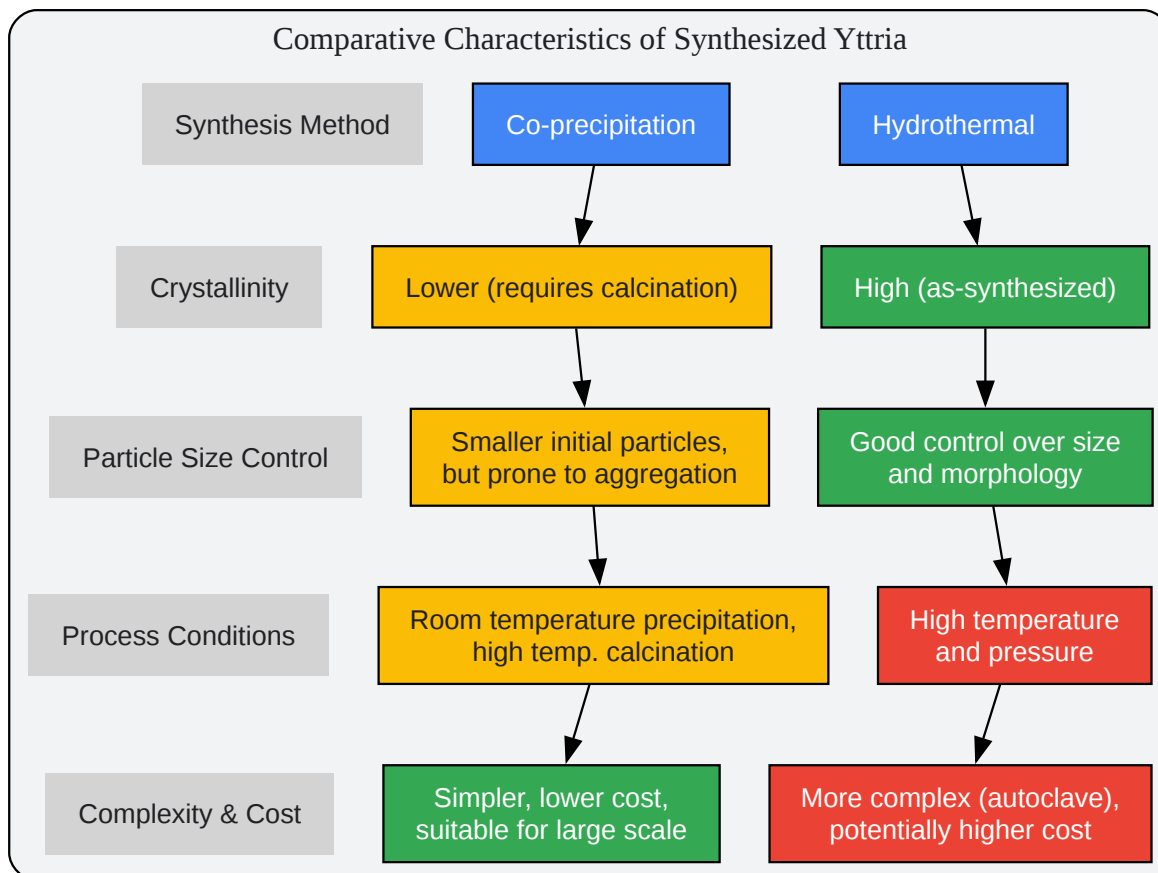 Comparative Characteristics of Synthesized Yttria
Synthesis Method
Co-precipitation
Hydrothermal
Crystallinity
Lower (requires calcination)
High (as-synthesized)
Particle Size Control
Smaller initial particles,
but prone to aggregation
Good control over size
and morphology
Process Conditions
Room temperature precipitation,
high temp. calcination
High temperature
and pressure
Complexity & Cost
Simpler, lower cost,
suitable for large scale
More complex (autoclave),
potentially higher cost